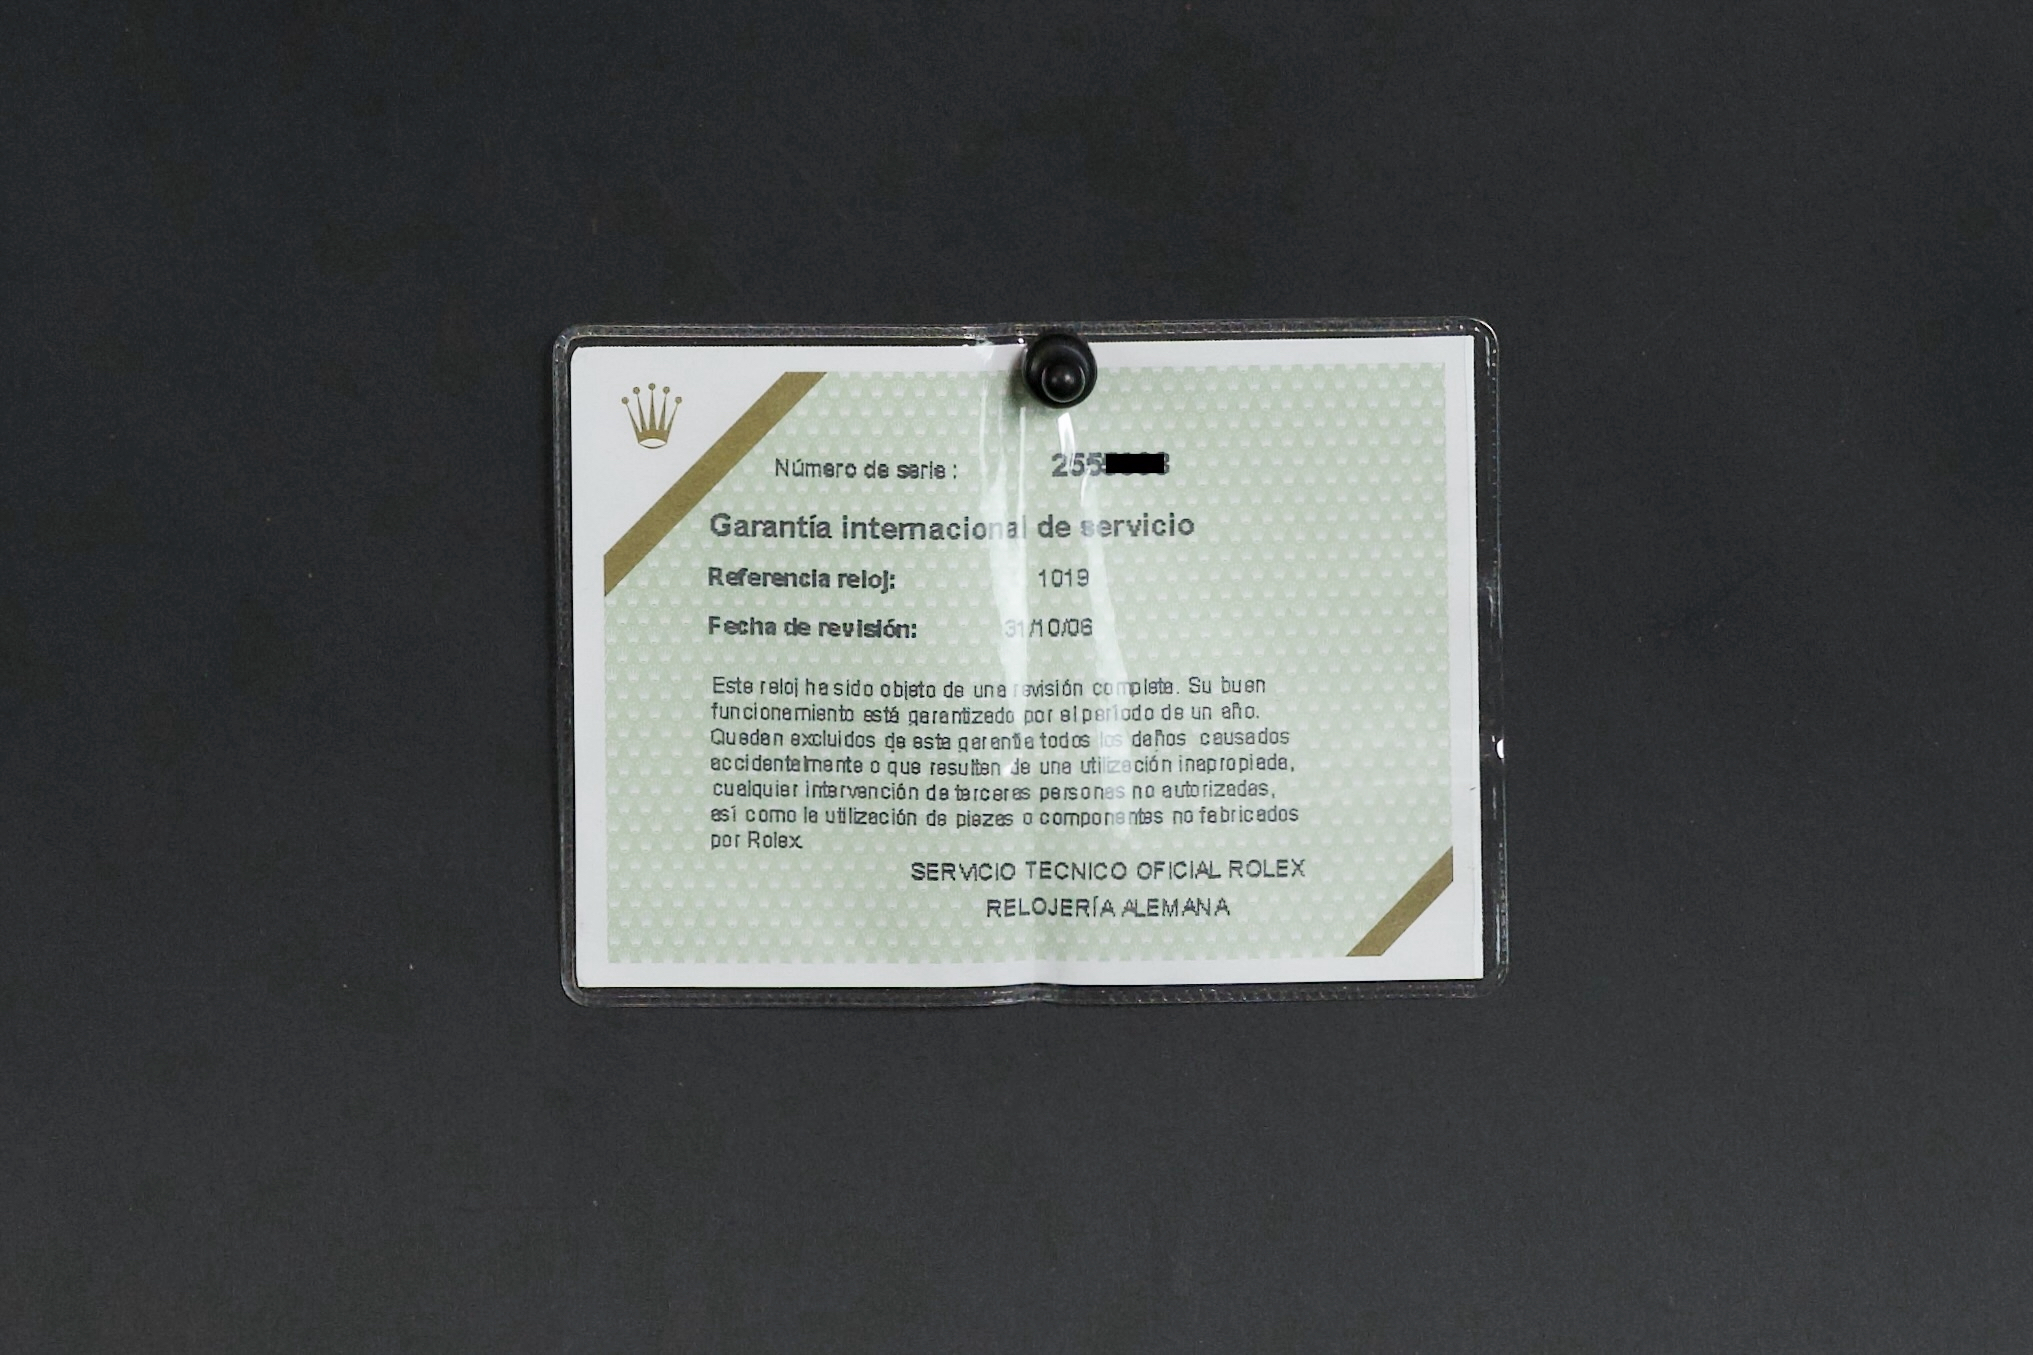 Número de serie :
Garantía internacional de servicio
Referencia reloj: 1019
Fecha de revisión: 31/10/06
Este reloj ha sido objeto de una revisión completa. Su buen
funcionamiento está garantizado por el período de un año.
Quedan excluidos de esta garantía todos los daños causados
accidentalmente o que resulten de una utilización inapropiada,
cualquier intervención de terceras personas no autorizadas,
así como la utilización de piezas o componentes no fabricados
por Rolex
SERVICIO TECNICO OFICIAL ROLEX
RELOJERÍA ALEMANA